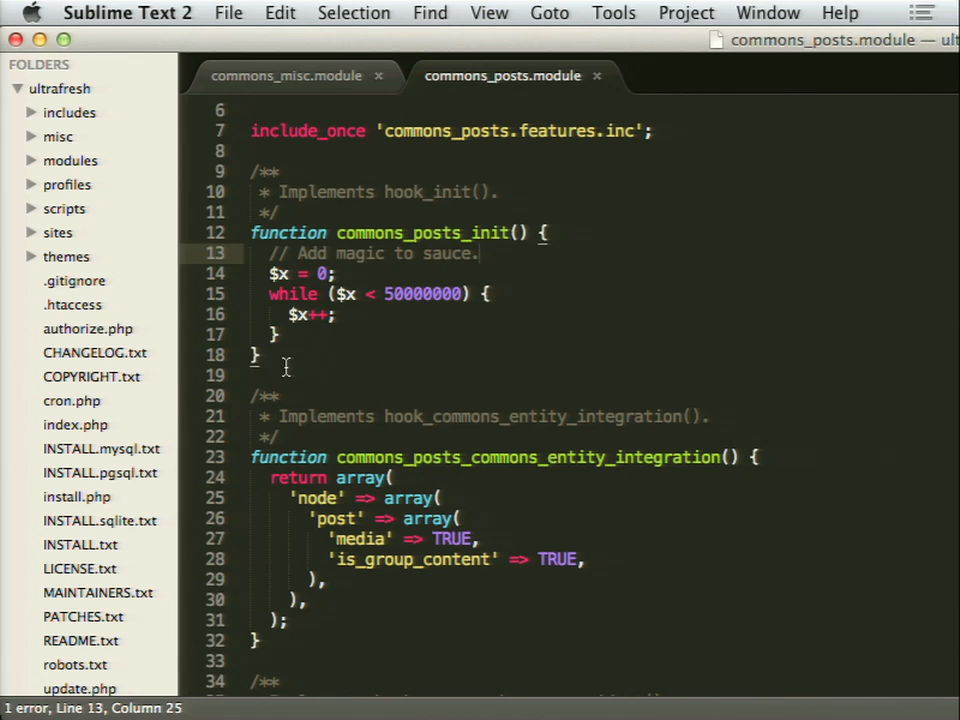 Sublime Text 2 File Edit Selection Find View Goto Tools Project Window Help
commons_posts.module — ult
FOLDERS
ultrafresh
includes
misc
modules
profiles
scripts
sites
themes
.gitignore
.htaccess
authorize.php
CHANGELOG.txt
COPYRIGHT.txt
cron.php
index.php
INSTALL.mysql.txt
INSTALL.pgsql.txt
install.php
INSTALL.sqlite.txt
INSTALL.txt
LICENSE.txt
MAINTAINERS.txt
PATCHES.txt
README.txt
robots.txt
update.php
commons_misc.module × commons_posts.module ×
6
7 include_once 'commons_posts.features.inc';
8
9 /**
10 * Implements hook_init().
11 */
12 function commons_posts_init() {
13 // Add magic to sauce.
14 $x = 0;
15 while ($x < 50000000) {
16 $x++;
17 }
18 }
19
20 /**
21 * Implements hook_commons_entity_integration().
22 */
23 function commons_posts_commons_entity_integration() {
24 return array(
25 'node' => array(
26 'post' => array(
27 'media' => TRUE,
28 'is_group_content' => TRUE,
29 ),
30 ),
31 );
32 }
33
34 /**
1 error, Line 13, Column 25